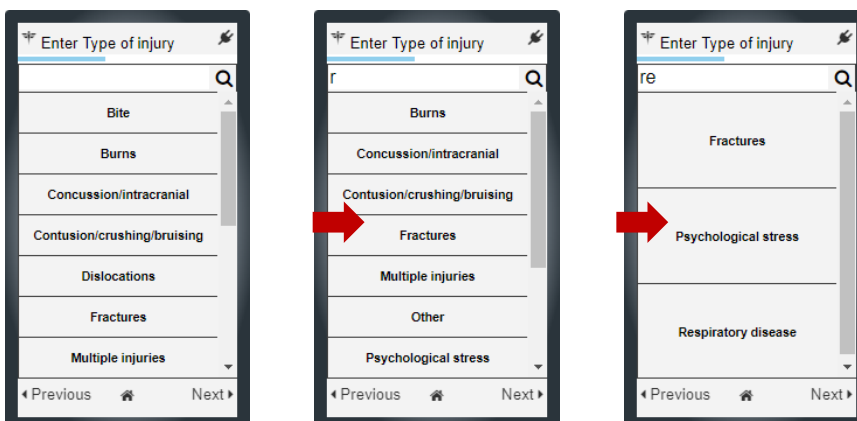 Enter Type of injury
Bite
Burns
Concussion/intracranial
Contusion/crushing/bruising
Dislocations
Fractures
Multiple injuries
Previous
Next
Enter Type of injury
r
Burns
Concussion/intracranial
Contusion/crushing/bruising
Fractures
Multiple injuries
Other
Psychological stress
Previous
Next
Enter Type of injury
re
Fractures
Psychological stress
Respiratory disease
Previous
Next